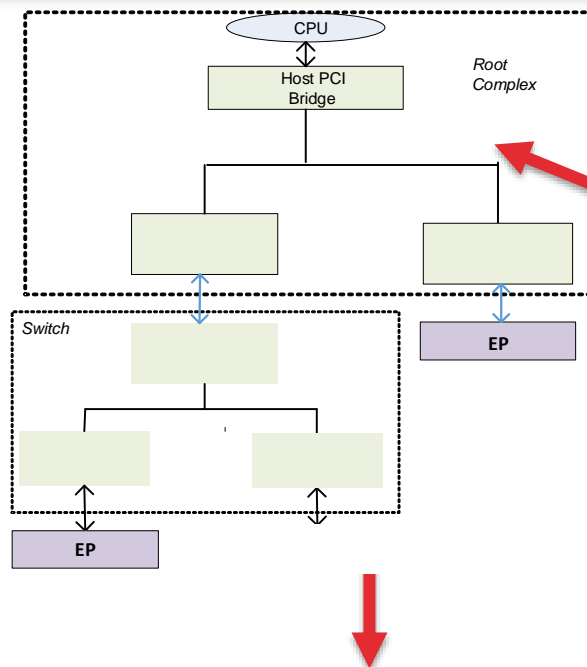 CPU
Host PCI
Bridge
Root
Complex
Switch
EP
EP